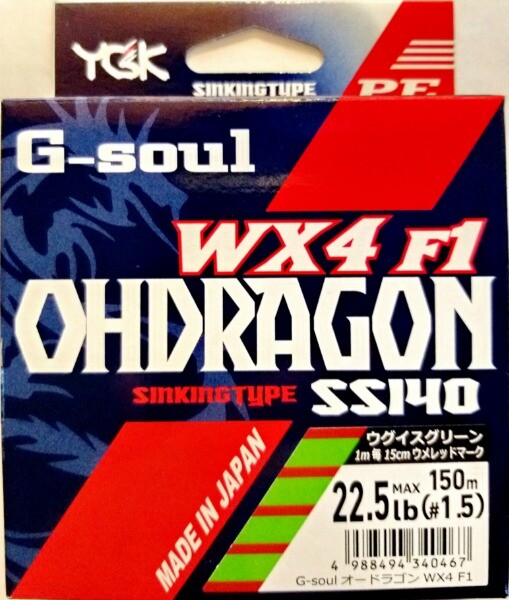 YGK
SINKINGTYPE
PE
G-soul
WX4 F1
OHDRAGON
SINKINGTYPE SS140
ウグイスグリーン
1m毎 15cm ウメレッドマーク
22.5lb MAX 150m (#1.5)
4 988494 340467
G-soul オードラゴン WX4 F1
MADE IN JAPAN